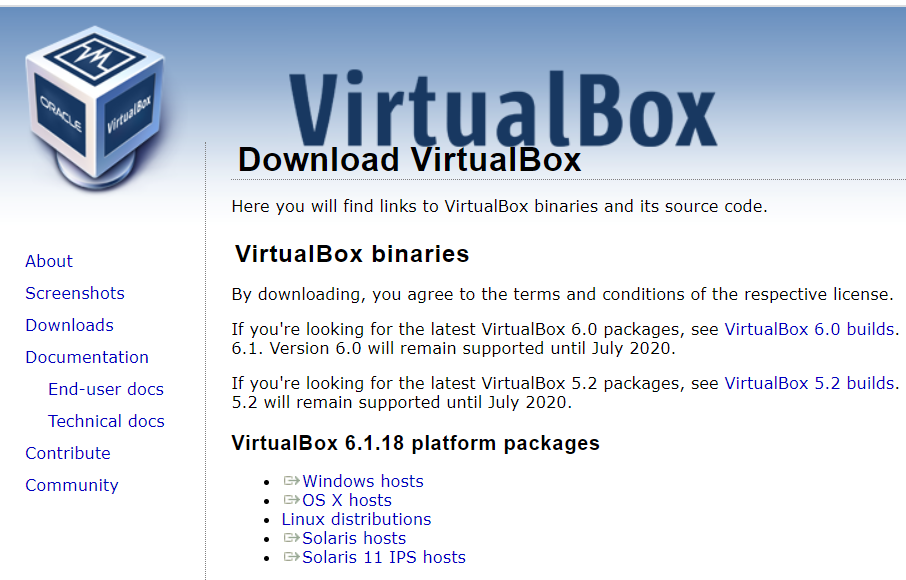 ORACLE
VirtualBox
VirtualBox
Download VirtualBox
Here you will find links to VirtualBox binaries and its source code.
About
Screenshots
Downloads
Documentation
End-user docs
Technical docs
Contribute
Community
VirtualBox binaries
By downloading, you agree to the terms and conditions of the respective license.
If you're looking for the latest VirtualBox 6.0 packages, see VirtualBox 6.0 builds.
6.1. Version 6.0 will remain supported until July 2020.
If you're looking for the latest VirtualBox 5.2 packages, see VirtualBox 5.2 builds.
5.2 will remain supported until July 2020.
VirtualBox 6.1.18 platform packages
Windows hosts
OS X hosts
Linux distributions
Solaris hosts
Solaris 11 IPS hosts